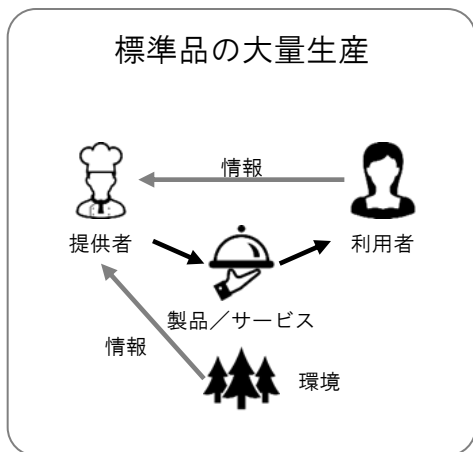 標準品の大量生産
情報
提供者
利用者
製品／サービス
情報
環境